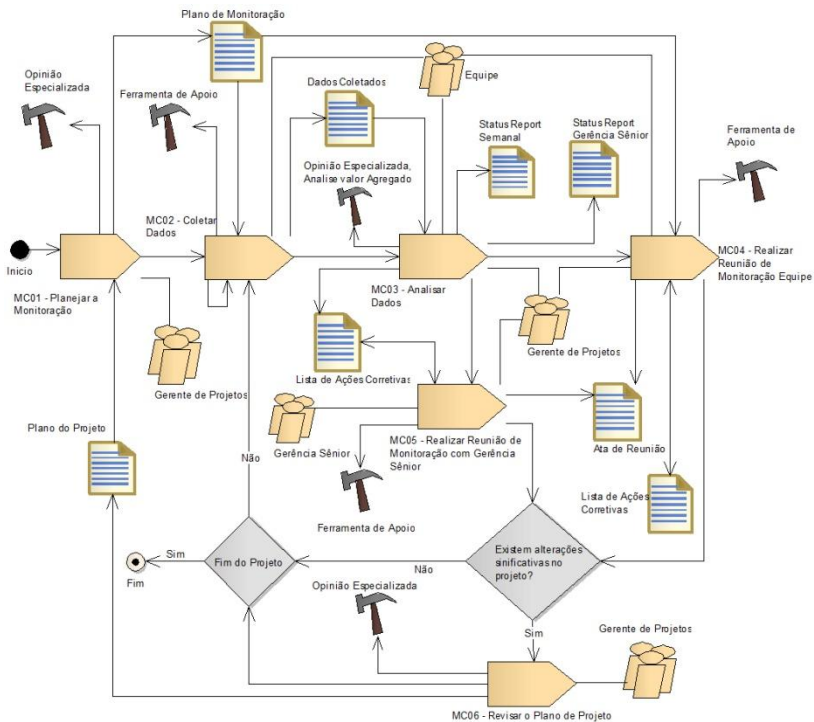 Plano de Monitoração
Opinião
Especializada
Ferramenta de Apoio
Dados Coletados
Equipe
Status Report
Semanal
Status Report
Gerência Sênior
Ferramenta de
Apoio
Opinião Especializada,
Analise valor Agregado
MC02 - Coletar
Dados
Inicio
MC01 - Planejar a
Monitoração
MC03 - Analisar
Dados
MC04 - Realizar
Reunião de
Monitoração Equipe
Gerente de Projetos
Gerente de Projetos
Lista de Ações Corretivas
Plano do Projeto
Gerência Sênior
MC05 - Realizar Reunião de
Monitoração com Gerência
Sênior
Ata de Reunião
Não
Ferramenta de Apoio
Lista de Ações
Corretivas
Sim
Fim
Fim do Projeto
Não
Existem alterações
sinificativas no
projeto?
Opinião Especializada
Sim
Gerente de Projetos
MC06 - Revisar o Plano de Projeto